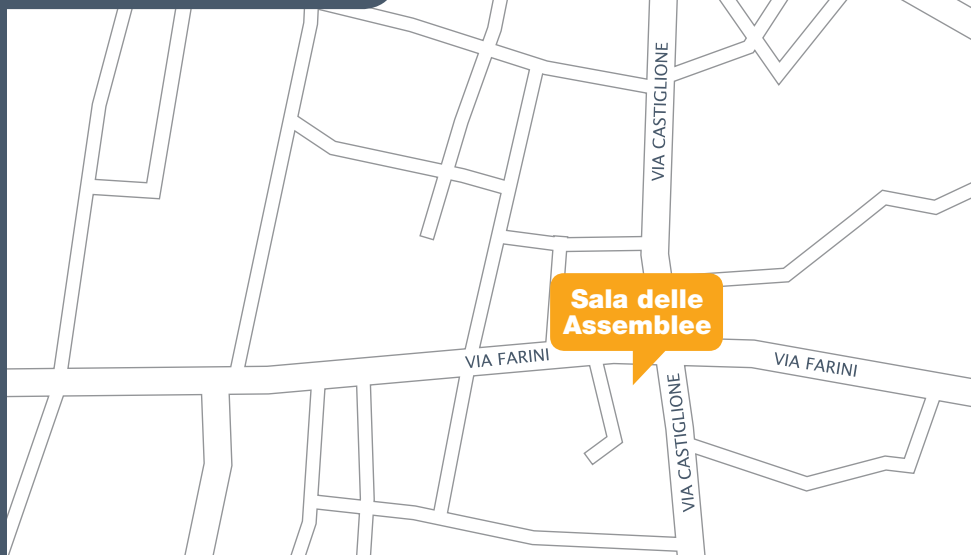 VIA CASTIGLIONE
Sala delle
Assemblee
VIA FARINI
VIA FARINI
VIA CASTIGLIONE